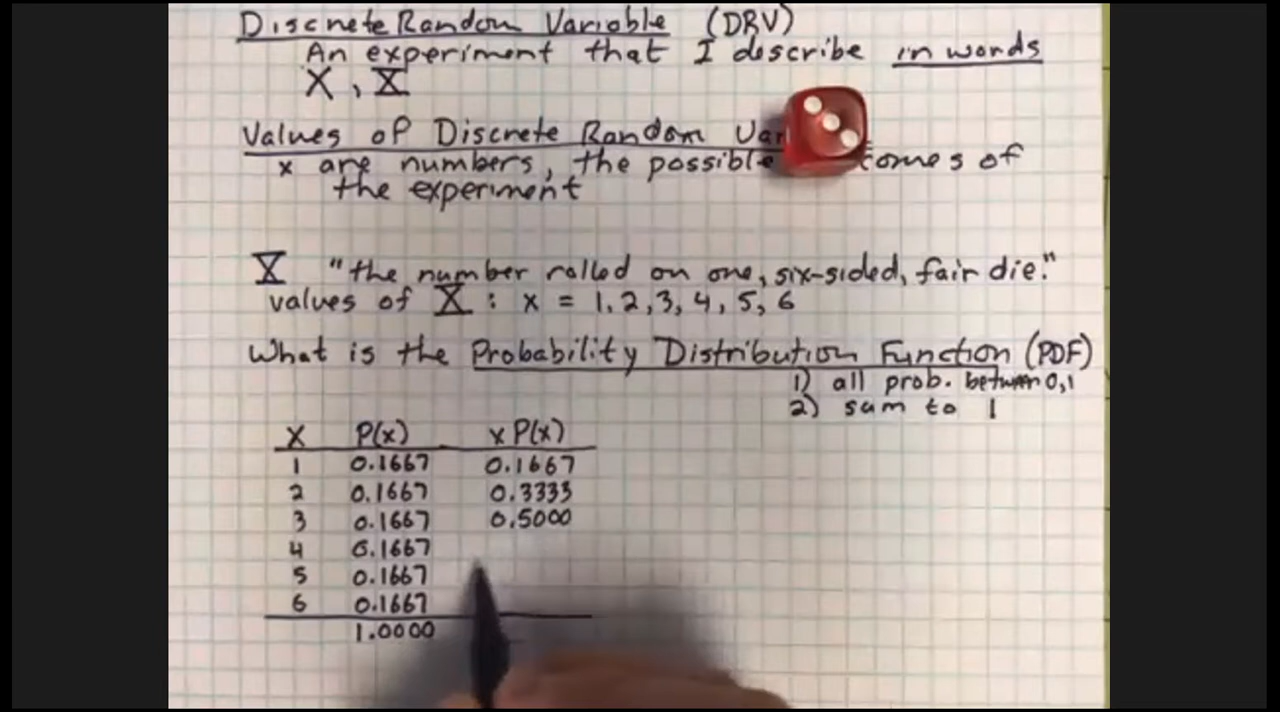 Discrete Random Variable (DRV)
An experiment that I describe in words
X, X
Values of Discrete Random Var
x are numbers, the possible comes of
the experiment
X "the number rolled on one, six-sided, fair die."
values of X : x = 1, 2, 3, 4, 5, 6
What is the Probability Distribution Function (PDF)
1) all prob. between 0,1
2) sum to 1
X P(x) x P(x)
1 0.1667 0.1667
2 0.1667 0.3333
3 0.1667 0.5000
4 0.1667
5 0.1667
6 0.1667
1.0000